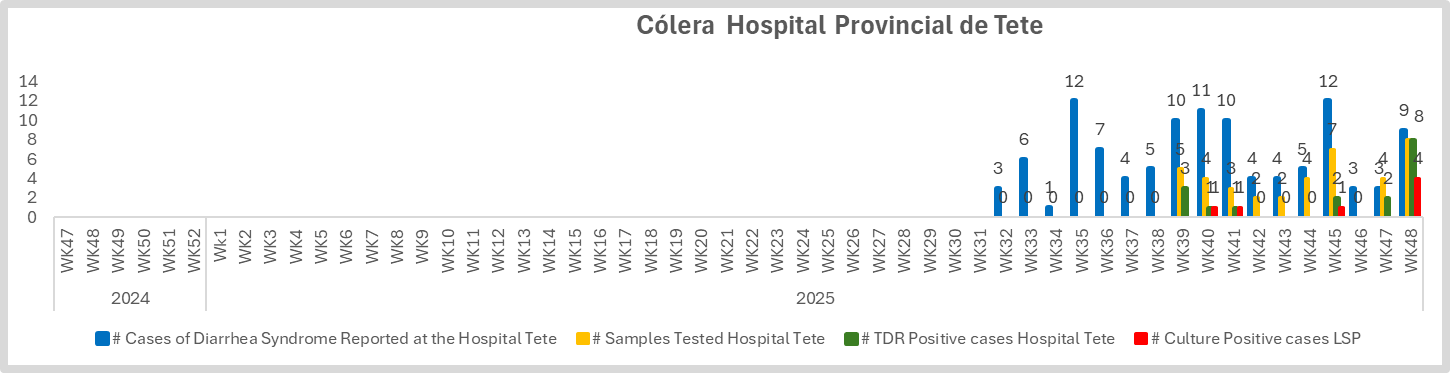 Cólera Hospital Provincial de Tete
14
12
10
8
6
4
2
0
3 6 1 12 7 4 5 10 11 10 4 4 5 12 3 3 9
0 0 0 0 0 0 0 5 4 3 2 2 4 7 0 4 8
3 1 1 0 0 0 2 2
1 1 1 4
WK47 WK48 WK49 WK50 WK51 WK52 Wk1 WK2 WK3 WK4 WK5 WK6 WK7 WK8 WK9 WK10 WK11 WK12 WK13 WK14 WK15 WK16 WK17 WK18 WK19 WK20 WK21 WK22 WK23 WK24 WK25 WK26 WK27 WK28 WK29 WK30 WK31 WK32 WK33 WK34 WK35 WK36 WK37 WK38 WK39 WK40 WK41 WK42 WK43 WK44 WK45 WK46 WK47 WK48
2024 2025
# Cases of Diarrhea Syndrome Reported at the Hospital Tete # Samples Tested Hospital Tete # TDR Positive cases Hospital Tete # Culture Positive cases LSP